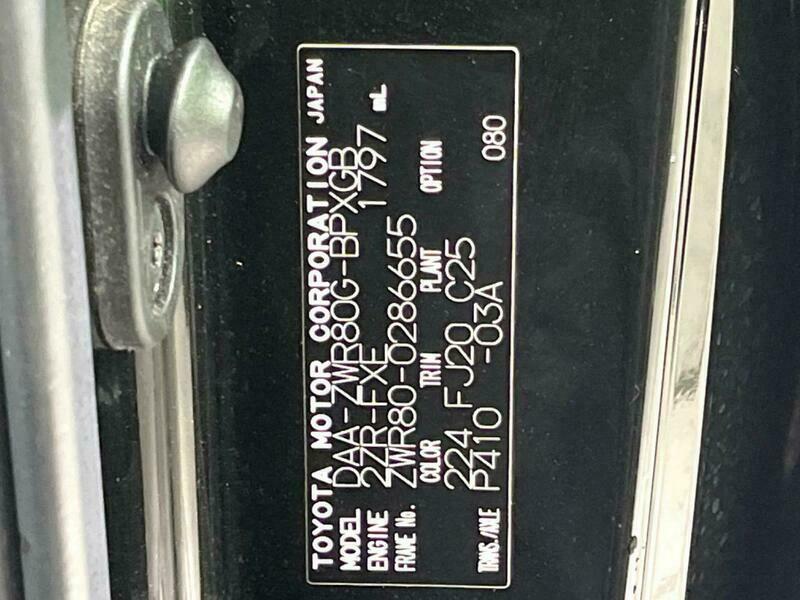 TOYOTA MOTOR CORPORATION JAPAN
MODEL DAA-ZWR80G-BPXGB
ENGINE 2ZR-FXE 1797 mL
FRAME No. ZWR80-0286655
COLOR TRIM PLANT OPTION
224 FJ20 C25
TRANS./AXLE P410 -03A 080